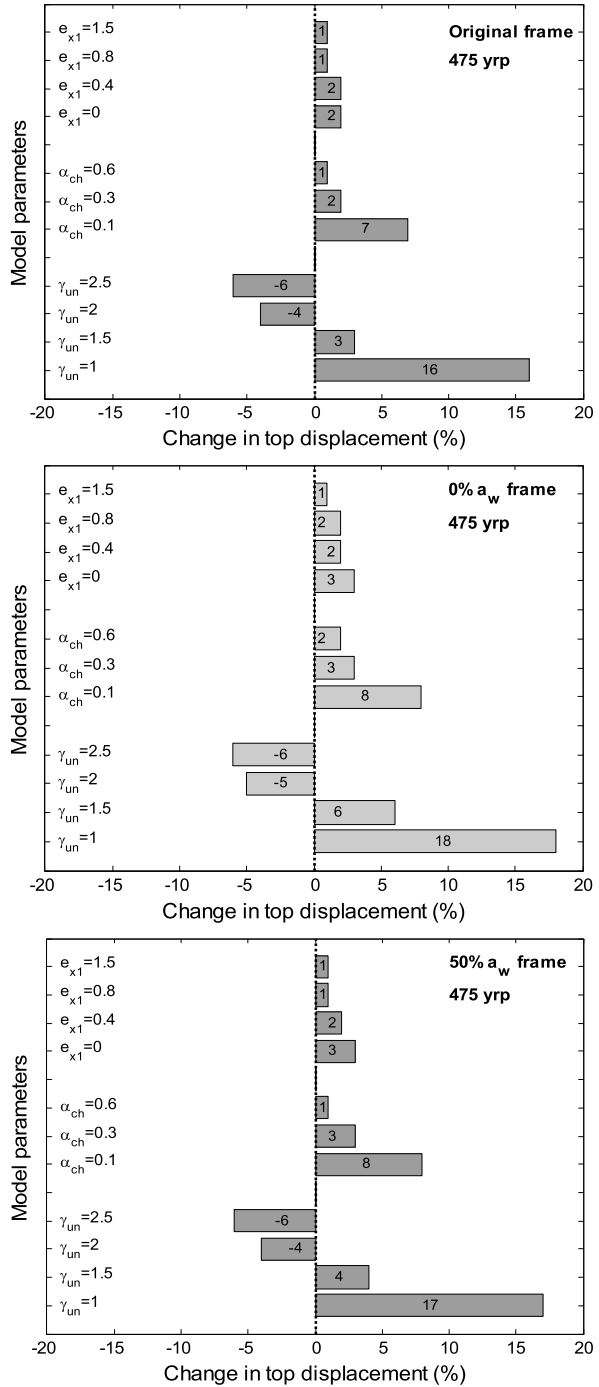 Original frame
475 yrp
Model parameters
e_x1=1.5 1
e_x1=0.8 1
e_x1=0.4 2
e_x1=0 2
α_ch=0.6 1
α_ch=0.3 2
α_ch=0.1 7
γ_un=2.5 -6
γ_un=2 -4
γ_un=1.5 3
γ_un=1 16
-20 -15 -10 -5 0 5 10 15 20
Change in top displacement (%)
0% a_w frame
475 yrp
Model parameters
e_x1=1.5 1
e_x1=0.8 2
e_x1=0.4 2
e_x1=0 3
α_ch=0.6 2
α_ch=0.3 3
α_ch=0.1 8
γ_un=2.5 -6
γ_un=2 -5
γ_un=1.5 6
γ_un=1 18
-20 -15 -10 -5 0 5 10 15 20
Change in top displacement (%)
50% a_w frame
475 yrp
Model parameters
e_x1=1.5 1
e_x1=0.8 1
e_x1=0.4 2
e_x1=0 3
α_ch=0.6 1
α_ch=0.3 3
α_ch=0.1 8
γ_un=2.5 -6
γ_un=2 -4
γ_un=1.5 4
γ_un=1 17
-20 -15 -10 -5 0 5 10 15 20
Change in top displacement (%)